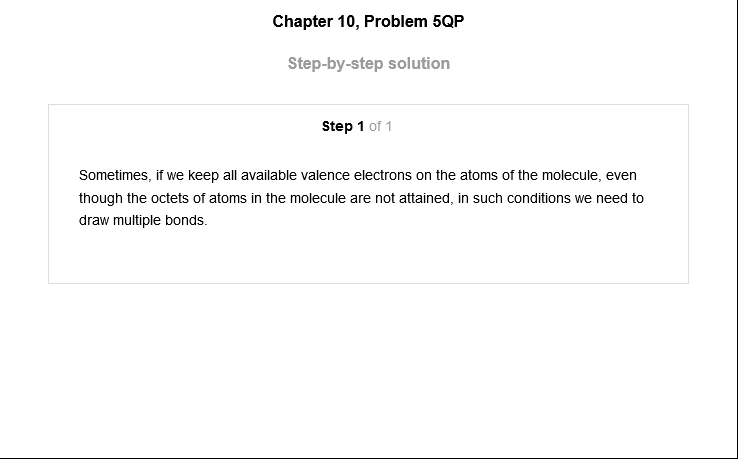 Chapter 10, Problem 5QP
Step-by-step solution
Step 1 of 1
Sometimes, if we keep all available valence electrons on the atoms of the molecule, even
though the octets of atoms in the molecule are not attained, in such conditions we need to
draw multiple bonds.